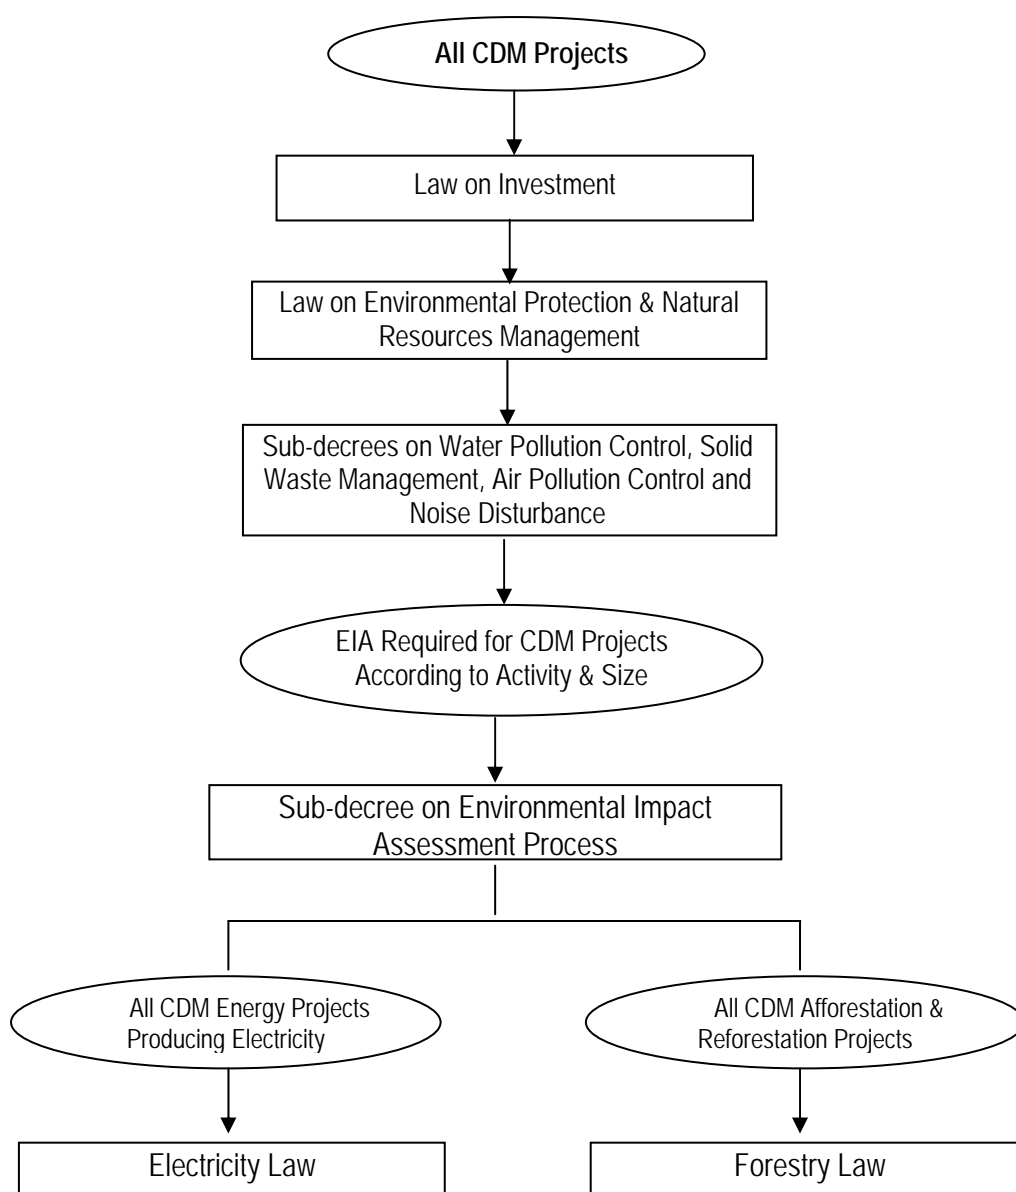 All CDM Projects
Law on Investment
Law on Environmental Protection & Natural
Resources Management
Sub-decrees on Water Pollution Control, Solid
Waste Management, Air Pollution Control and
Noise Disturbance
EIA Required for CDM Projects
According to Activity & Size
Sub-decree on Environmental Impact
Assessment Process
All CDM Energy Projects
Producing Electricity
All CDM Afforestation &
Reforestation Projects
Electricity Law
Forestry Law